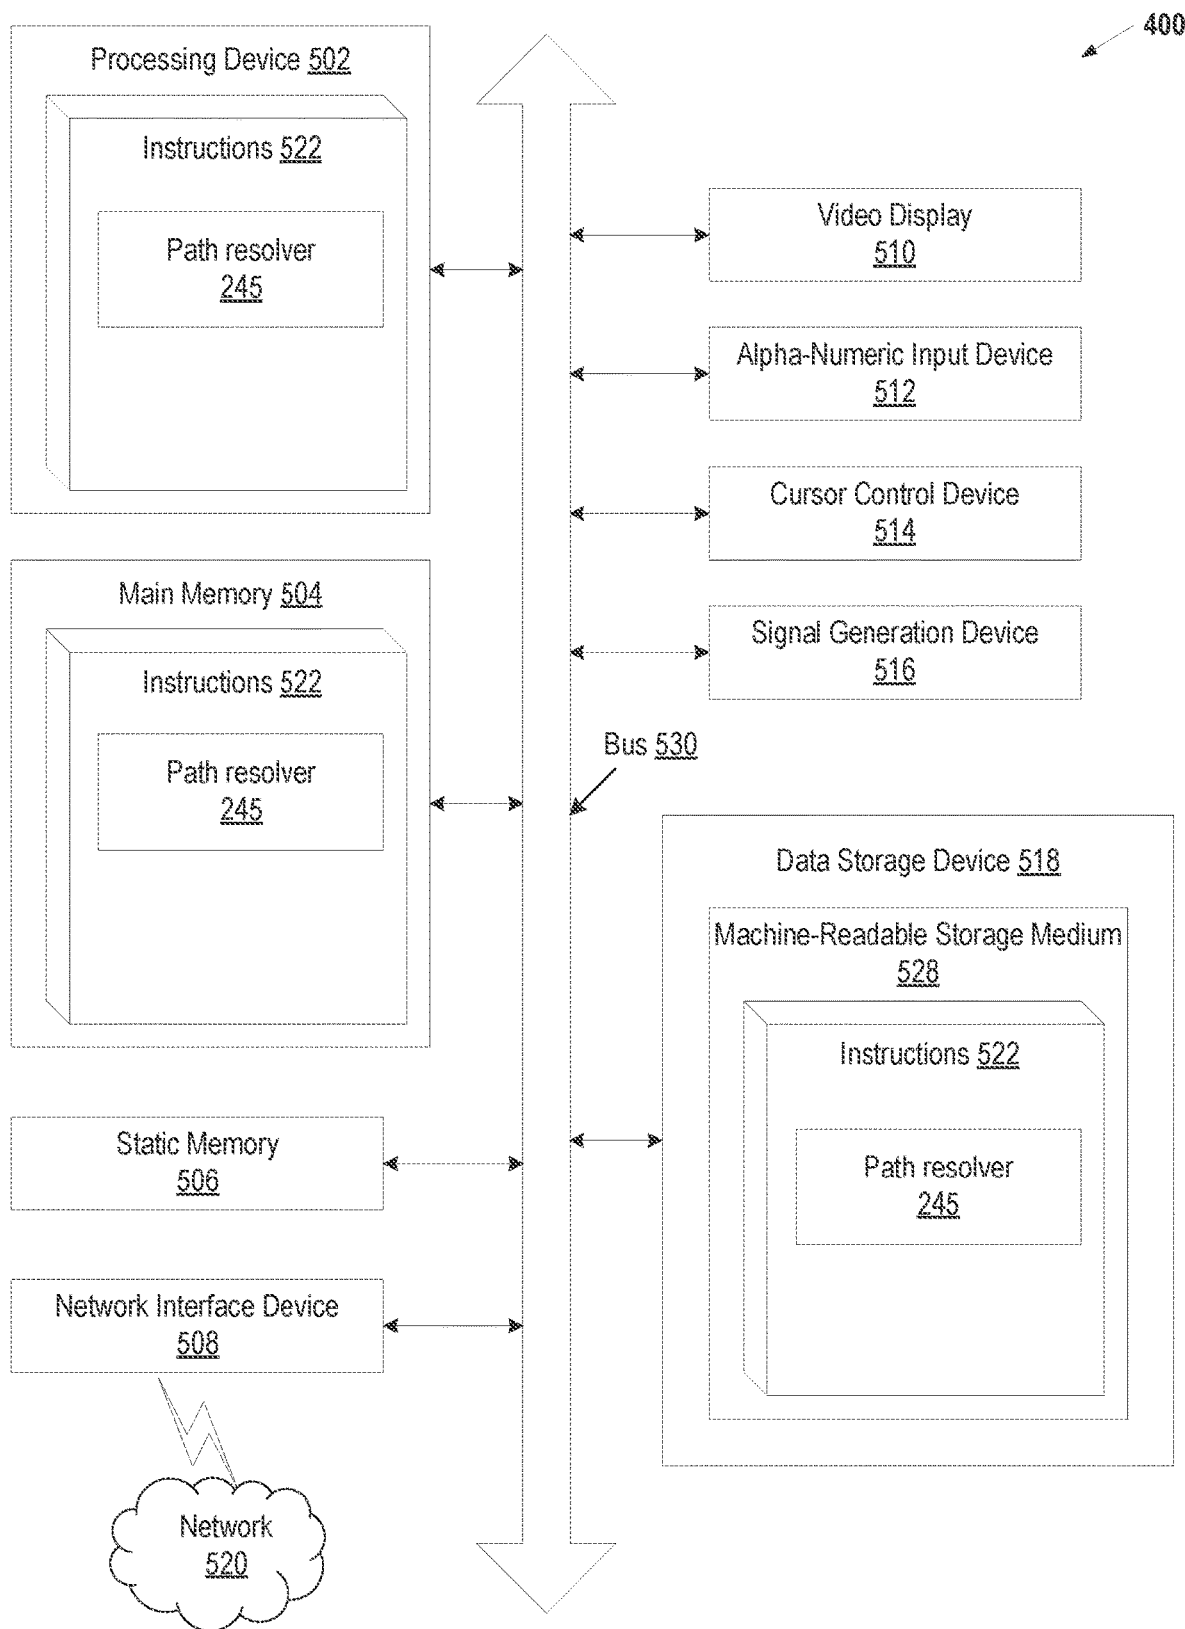 400
Processing Device 502
Instructions 522
Path resolver
245
Main Memory 504
Instructions 522
Path resolver
245
Static Memory
506
Network Interface Device
508
Network
520
Video Display
510
Alpha-Numeric Input Device
512
Cursor Control Device
514
Signal Generation Device
516
Bus 530
Data Storage Device 518
Machine-Readable Storage Medium
528
Instructions 522
Path resolver
245